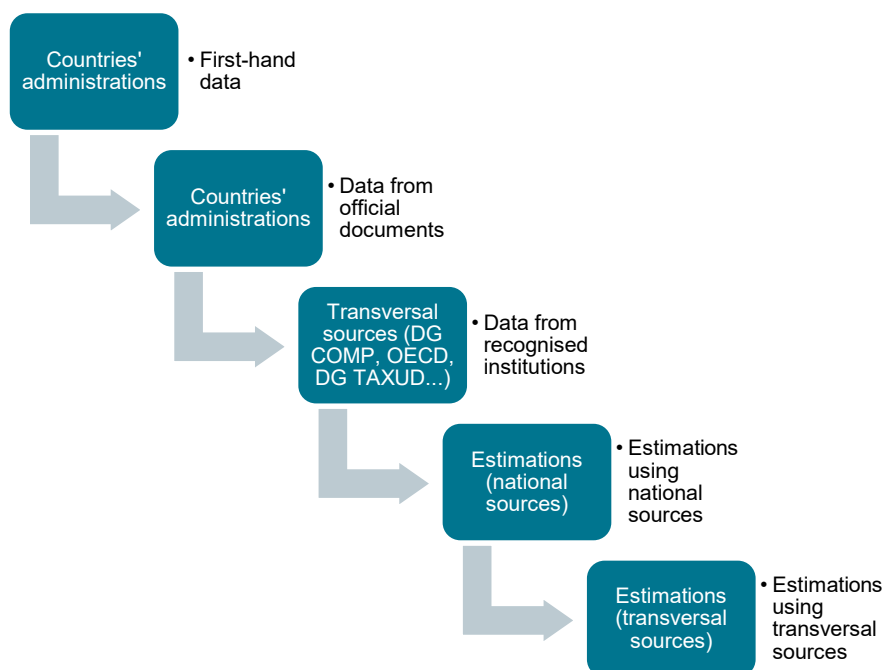 Countries'
administrations
• First-hand
data
Countries'
administrations
• Data from
official
documents
Transversal
sources (DG
COMP, OECD,
DG TAXUD...)
• Data from
recognised
institutions
Estimations
(national
sources)
• Estimations
using
national
sources
Estimations
(transversal
sources)
• Estimations
using
transversal
sources